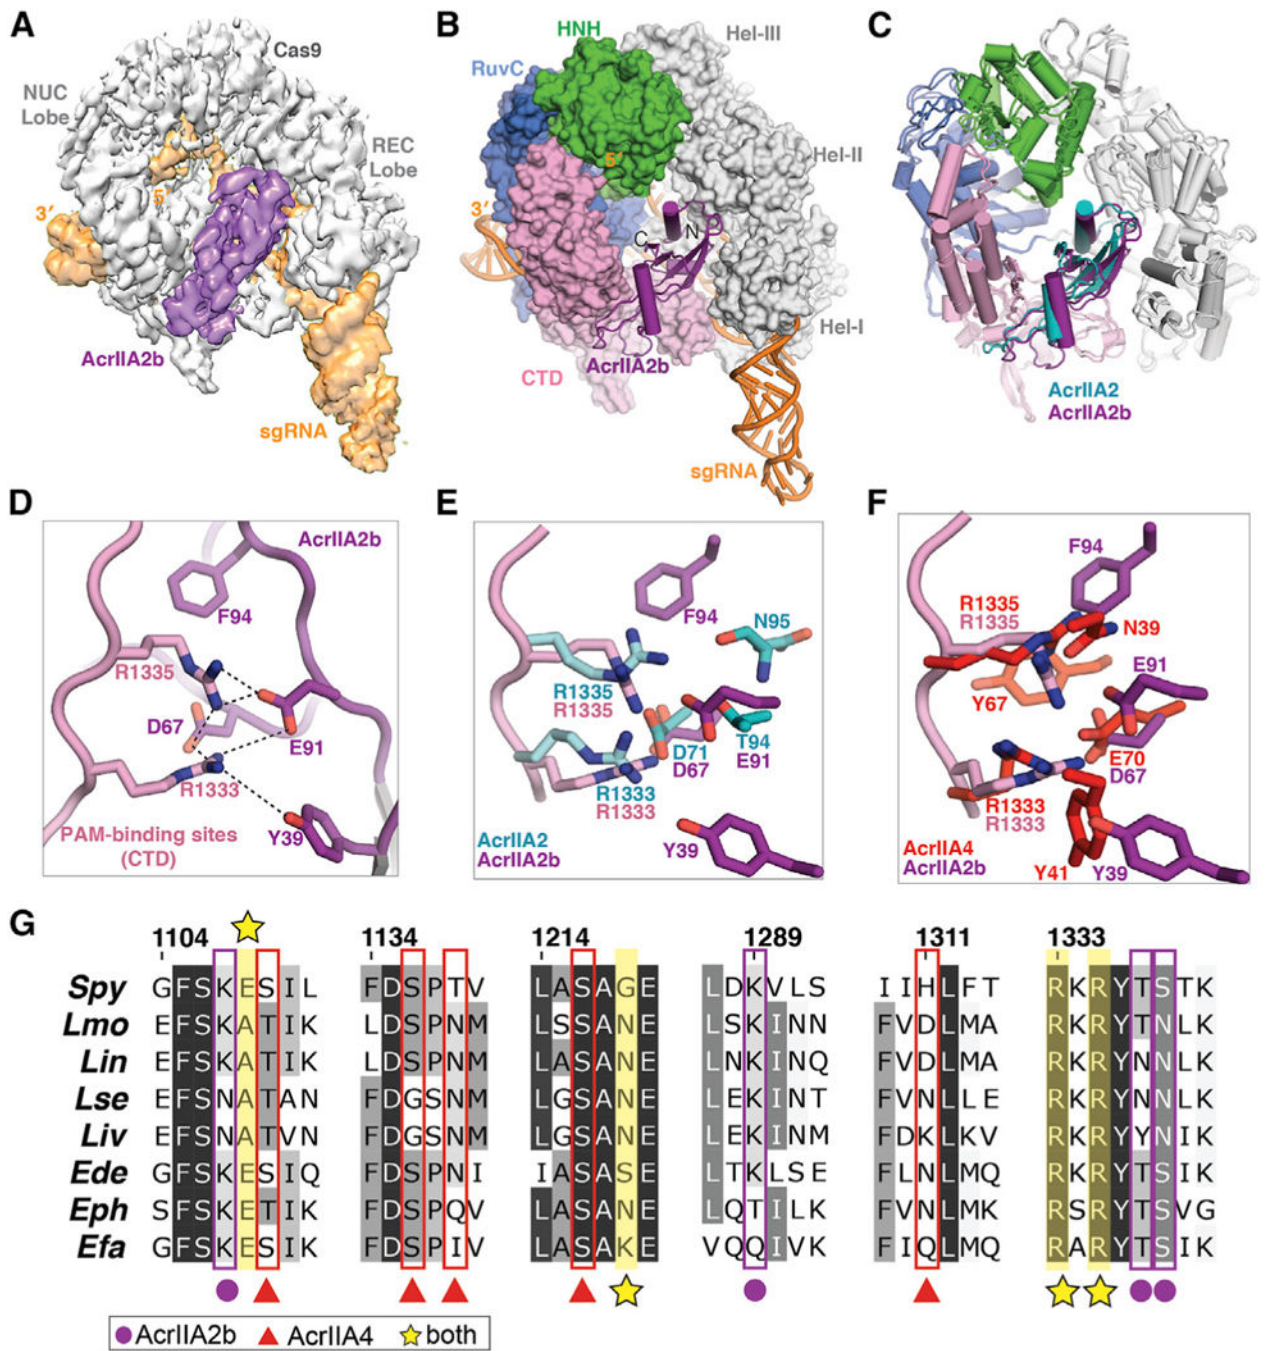 A
Cas9
NUC
Lobe
REC
Lobe
5′
3′
AcrIIA2b
sgRNA
B
HNH
Hel-III
RuvC
5′
Hel-II
3′
C
N
Hel-I
AcrIIA2b
CTD
sgRNA
C
AcrIIA2
AcrIIA2b
D
AcrIIA2b
F94
R1335
D67
E91
R1333
PAM-binding sites
(CTD)
Y39
E
F94
N95
R1335
R1335
D71
D67
T94
E91
R1333
R1333
AcrIIA2
AcrIIA2b
Y39
F
F94
R1335
R1335
N39
E91
Y67
E70
D67
R1333
R1333
AcrIIA4
AcrIIA2b
Y41
Y39
G
1104 1134 1214 1289 1311 1333
Spy GFSKESIL FDSPTV LASAGE LDKVLS IIHLFT RKRYTSTK
Lmo EFSKATIK LDSPNM LSSANE LSKINN FVDLMA RKRYTNLK
Lin EFSKATIK LDSPNM LASANE LNKINQ FVDLMA RKRYNNLK
Lse EFSNATAN FDGSNM LGSANE LEKINT FVNLLE RKRYNNLK
Liv EFSNATVN FDGSNM LGSANE LEKINM FDKLKV RKRYYNIK
Ede GFSKESIQ FDSPNI IASASE LTKLSE FLNLMQ RKRYTSIK
Eph SFSKETIK FDSPQV LASANE LQTILK FVNLMK RSRYTSVG
Efa GFSKESIK FDSPIV LASAKE VQQIVK FIQLMQ RARYTSIK
AcrIIA2b AcrIIA4 both